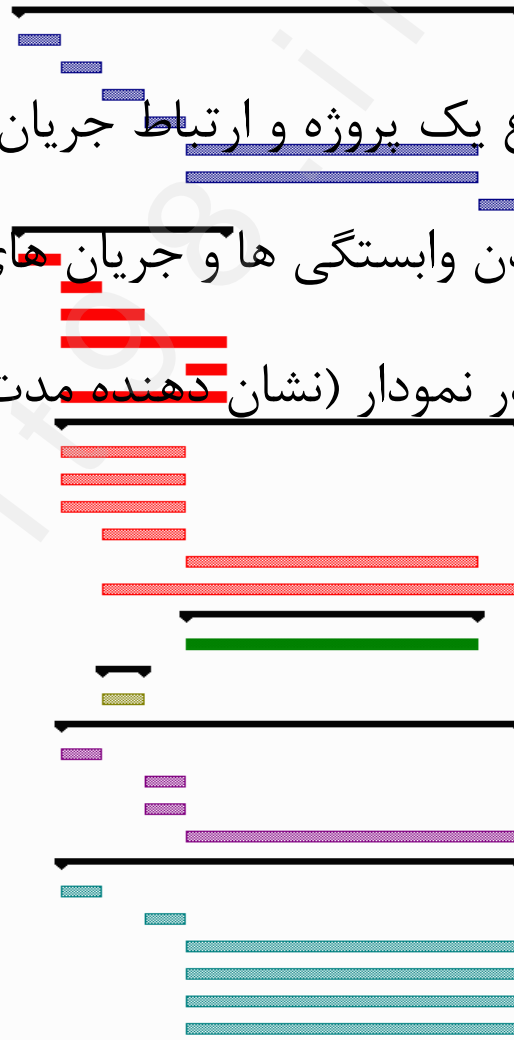 یک پروژه و ارتباط جریان
وابستگی ها و جریان های
نمودار (نشان دهنده مدت